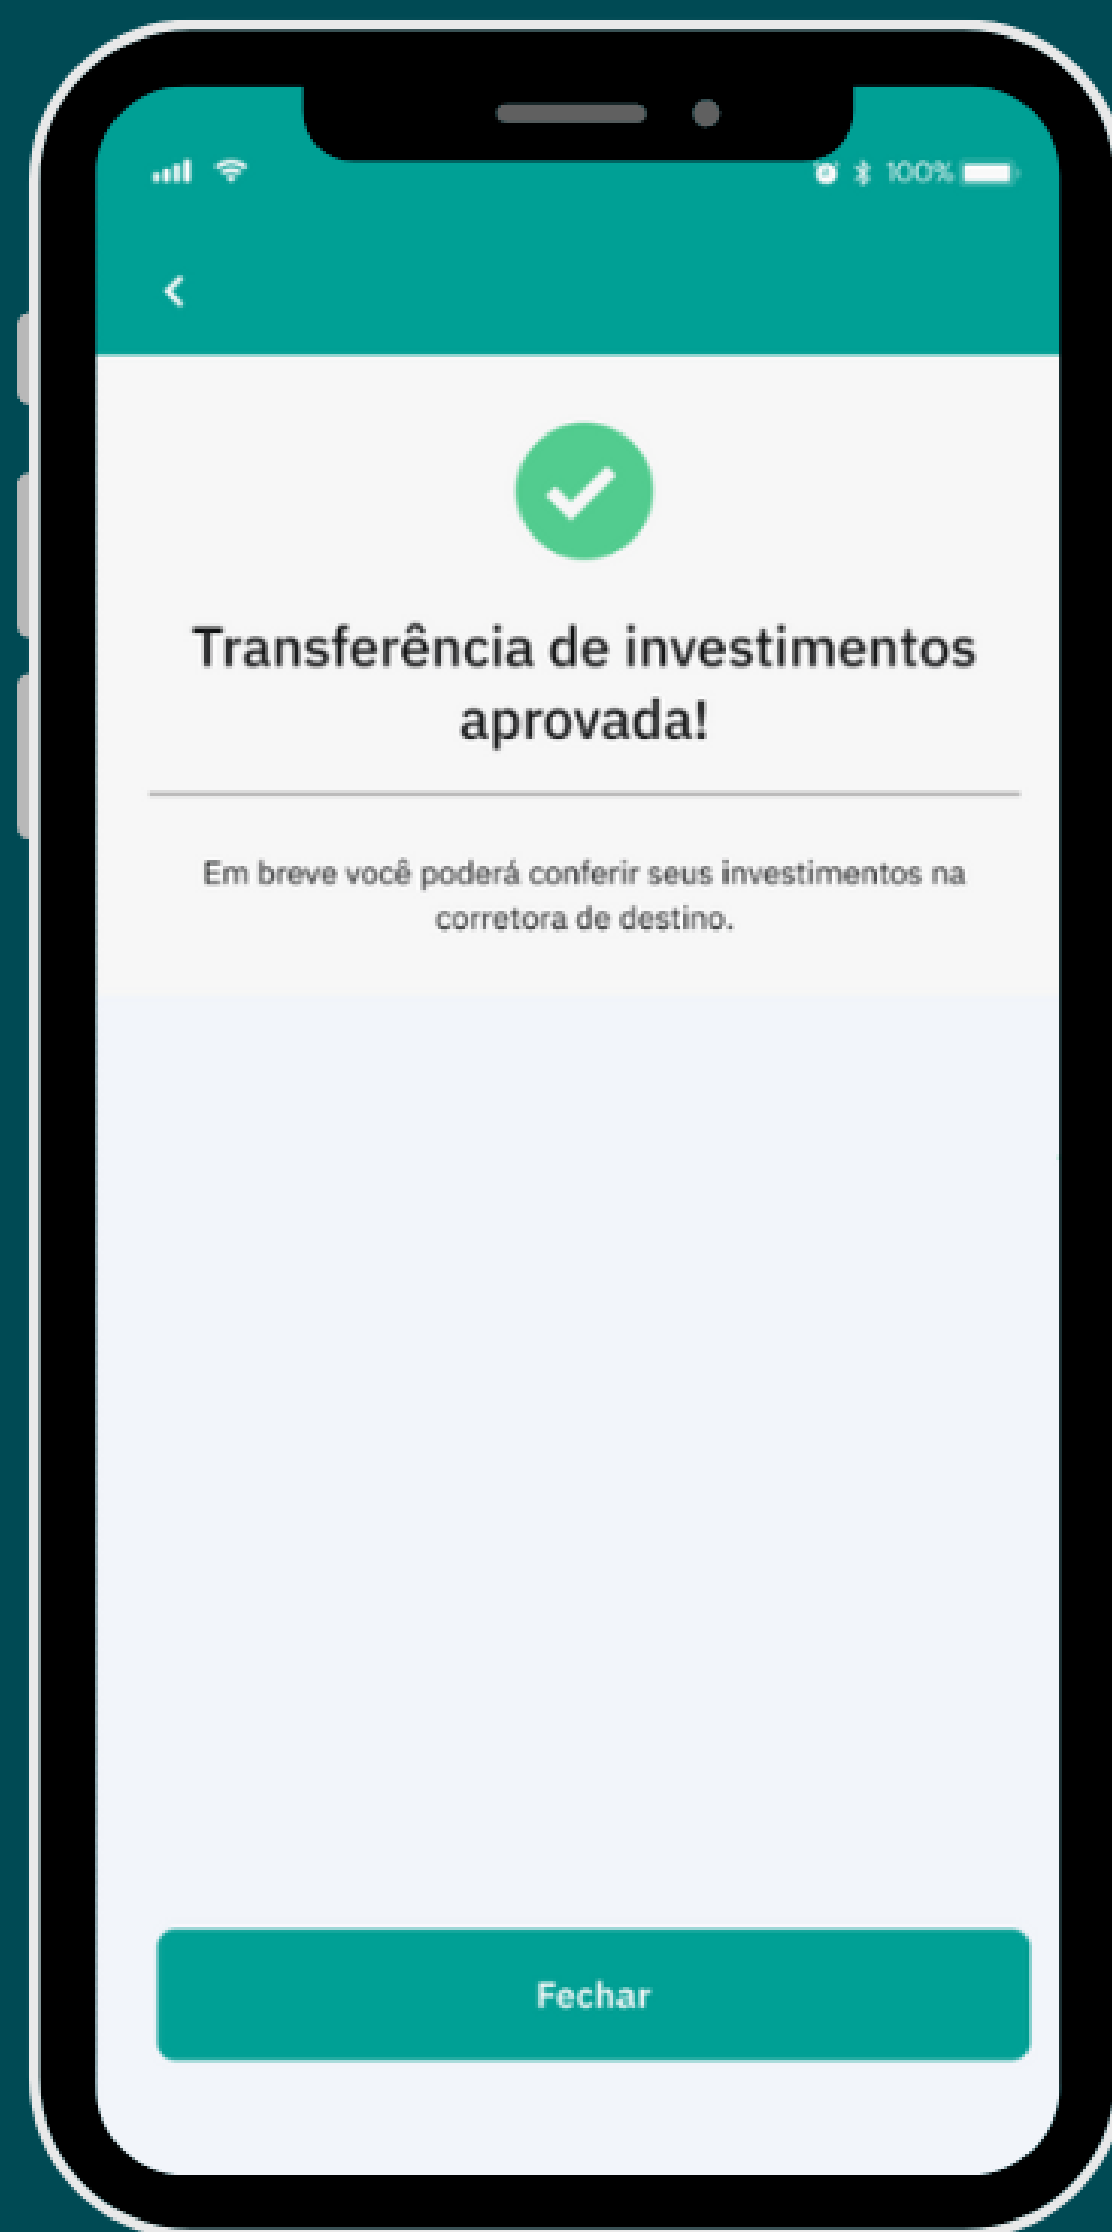 100%
Transferência de investimentos
aprovada!
Em breve você poderá conferir seus investimentos na
corretora de destino.
Fechar